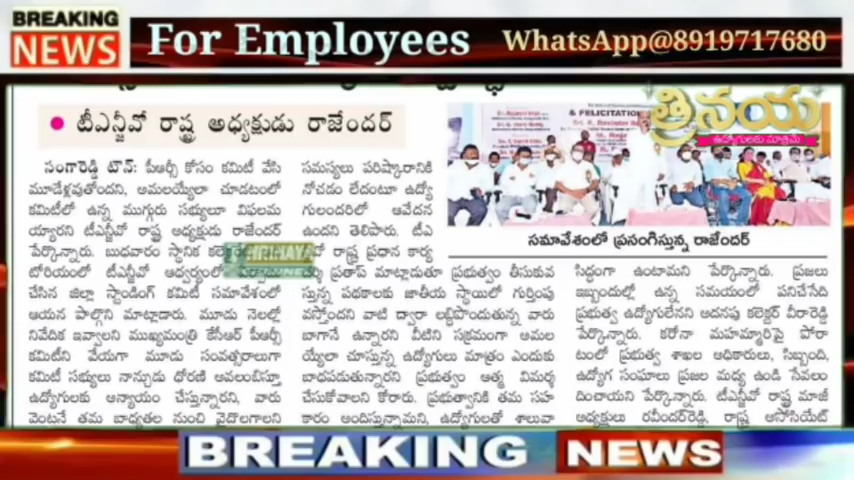 BREAKING
NEWS
For Employees
WhatsApp@8919717680
• టీఎన్జీవో రాష్ట్ర అధ్యక్షుడు రాజేందర్
త్రినయ
ఉద్యోగులకు మాత్రమే
& FELICITATION
సంగారెడ్డి టౌన్: పీఆర్సీ కోసం కమిటీ వేసి
మూడేళ్లవుతోందని, అమలయ్యేలా చూడటంలో
కమిటీలో ఉన్న ముగ్గురు సభ్యులూ విఫలమ
య్యారని టీఎన్జీవో రాష్ట్ర అధ్యక్షుడు రాజేందర్
పేర్కొన్నారు. బుధవారం స్థానిక
టోరియంలో టీఎన్జీవో ఆధ్వర్యంలో
చేసిన జిల్లా స్టాండింగ్ కమిటీ సమావేశంలో
ఆయన పాల్గొని మాట్లాడారు. మూడు నెలల్లో
నివేదిక ఇవ్వాలని ముఖ్యమంత్రి కేసీఆర్ పీఆర్సీ
కమిటీని వేయగా మూడు సంవత్సరాలుగా
కమిటీ సభ్యులు నాన్చుడు ధోరణి అవలంబిస్తూ
ఉద్యోగులకు అన్యాయం చేస్తున్నారని, వారు
వెంటనే తమ బాధ్యతల నుంచి వైదొలగాలని
సమస్యలు పరిష్కారానికి
నోచడం లేదంటూ ఉద్యో
గులందరిలో ఆవేదన
ఉందని తెలిపారు. టీఎ
రాష్ట్ర ప్రధాన కార్య
ప్రతాప్ మాట్లాడుతూ ప్రభుత్వం తీసుకువ
స్తున్న పథకాలకు జాతీయ స్థాయిలో గుర్తింపు
వస్తోందని వాటి ద్వారా లబ్ధిపొందుతున్న వారు
బాగానే ఉన్నారని వీటిని సక్రమంగా అమల
య్యేలా చూస్తున్న ఉద్యోగులు మాత్రం ఎందుకు
బాధపడుతున్నారని ప్రభుత్వం ఆత్మ విమర్శ
చేసుకోవాలని కోరారు. ప్రభుత్వానికి తమ సహ
కారం అందిస్తున్నామని, ఉద్యోగులతో శాలువా
సమావేశంలో ప్రసంగిస్తున్న రాజేందర్
సిద్ధంగా ఉంటామని పేర్కొన్నారు. ప్రజలు
ఇబ్బందుల్లో ఉన్న సమయంలో పనిచేసేది
ప్రభుత్వ ఉద్యోగులేనని అదనపు కలెక్టర్ వీరారెడ్డి
పేర్కొన్నారు. కరోనా మహమ్మారిపై పోరా
టంలో ప్రభుత్వ శాఖల అధికారులు, సిబ్బంది,
ఉద్యోగ సంఘాలు ప్రజల మధ్య ఉండి సేవలం
దించాయని పేర్కొన్నారు. టీఎన్జీవో రాష్ట్ర మాజీ
అధ్యక్షులు రవీందర్‌రెడ్డి, రాష్ట్ర అసోసియేట్
BREAKING NEWS